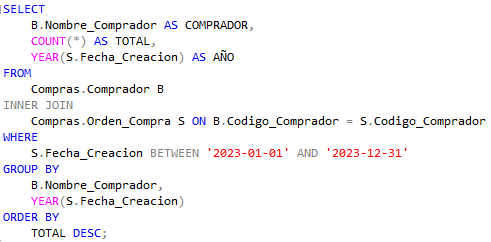 SELECT
B.Nombre_Comprador AS COMPRADOR,
COUNT(*) AS TOTAL,
YEAR(S.Fecha_Creacion) AS AÑO
FROM
Compras.Comprador B
INNER JOIN
Compras.Orden_Compra S ON B.Codigo_Comprador = S.Codigo_Comprador
WHERE
S.Fecha_Creacion BETWEEN '2023-01-01' AND '2023-12-31'
GROUP BY
B.Nombre_Comprador,
YEAR(S.Fecha_Creacion)
ORDER BY
TOTAL DESC;